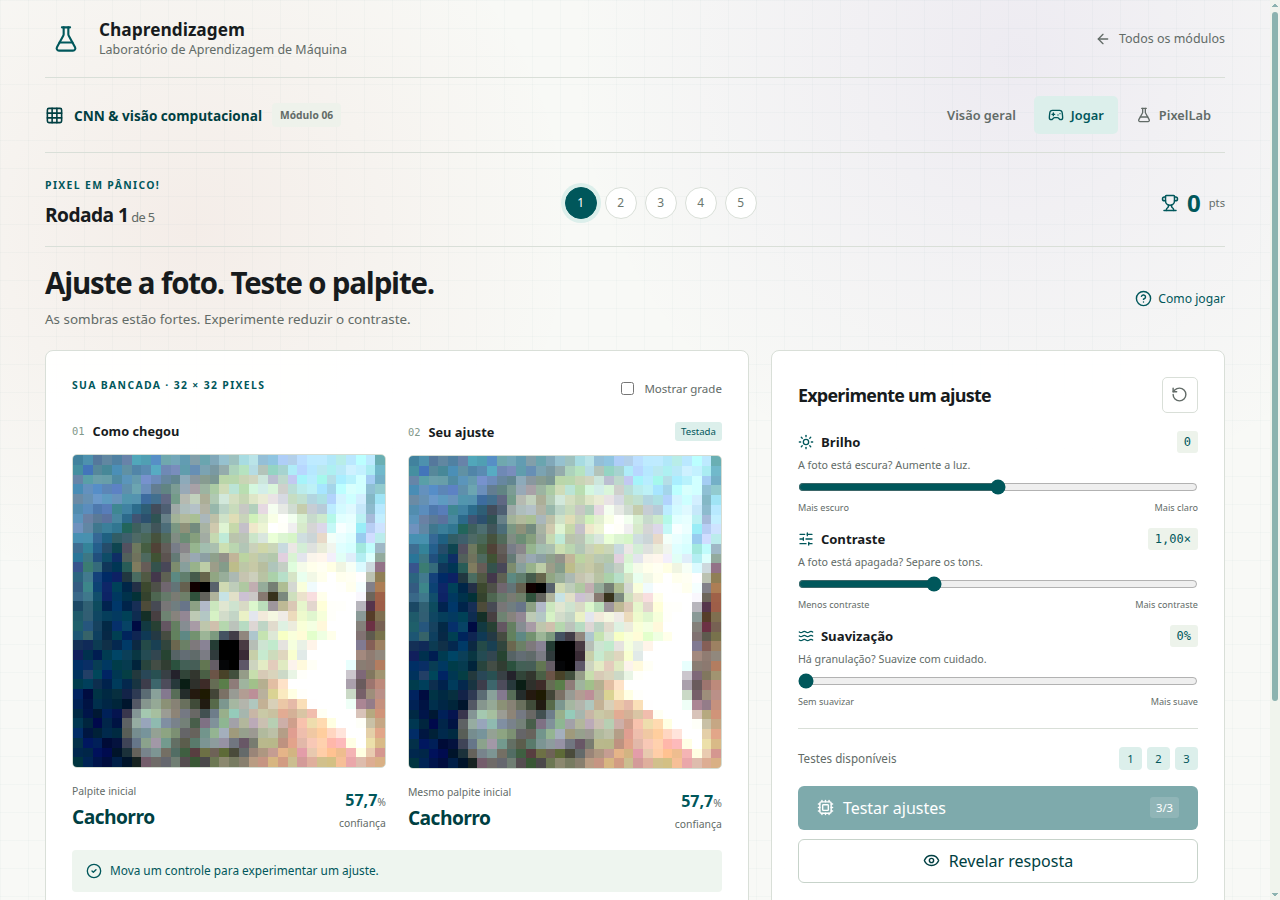 Chaprendizagem
Laboratório de Aprendizagem de Máquina
Todos os módulos
CNN & visão computacional
Módulo 06
Visão geral
Jogar
PixelLab
PIXEL EM PÂNICO!
Rodada 1 de 5
1
2
3
4
5
0 pts
Ajuste a foto. Teste o palpite.
As sombras estão fortes. Experimente reduzir o contraste.
Como jogar
SUA BANCADA · 32 × 32 PIXELS
Mostrar grade
01 Como chegou
02 Seu ajuste
Testada
Palpite inicial
Cachorro
57,7%
confiança
Mesmo palpite inicial
Cachorro
57,7%
confiança
Mova um controle para experimentar um ajuste.
Experimente um ajuste
Brilho
0
A foto está escura? Aumente a luz.
Mais escuro
Mais claro
Contraste
1,00×
A foto está apagada? Separe os tons.
Menos contraste
Mais contraste
Suavização
0%
Há granulação? Suavize com cuidado.
Sem suavizar
Mais suave
Testes disponíveis
1
2
3
Testar ajustes
3/3
Revelar resposta